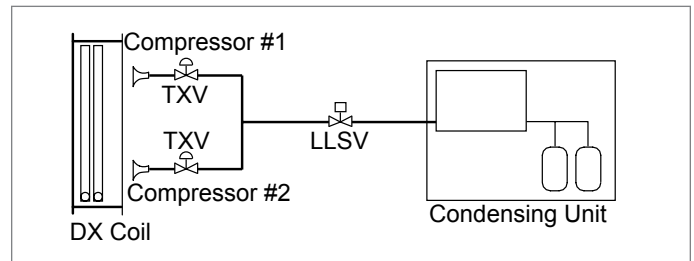 Compressor #1
TXV
TXV
LLSV
Compressor #2
Condensing Unit
DX Coil